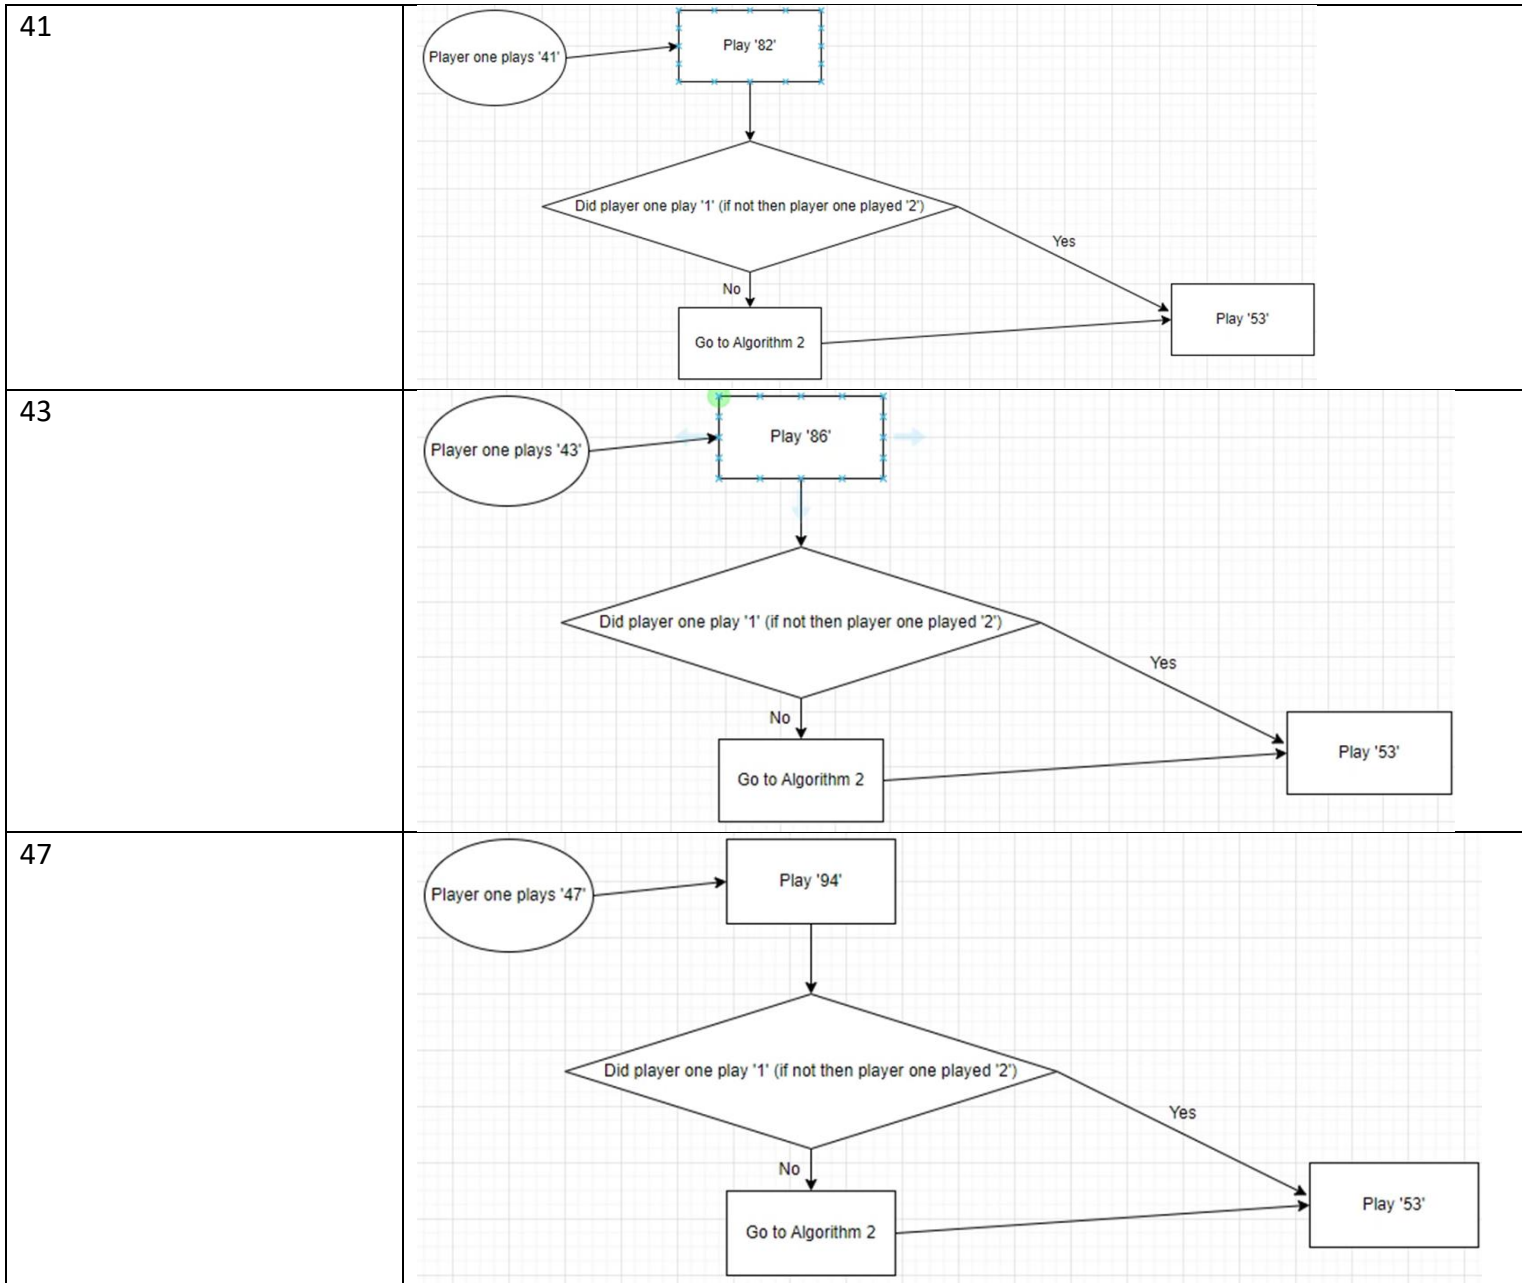 41
Player one plays '41'
Play '82'
Did player one play '1' (if not then player one played '2')
Yes
No
Go to Algorithm 2
Play '53'
43
Player one plays '43'
Play '86'
Did player one play '1' (if not then player one played '2')
Yes
No
Go to Algorithm 2
Play '53'
47
Player one plays '47'
Play '94'
Did player one play '1' (if not then player one played '2')
Yes
No
Go to Algorithm 2
Play '53'